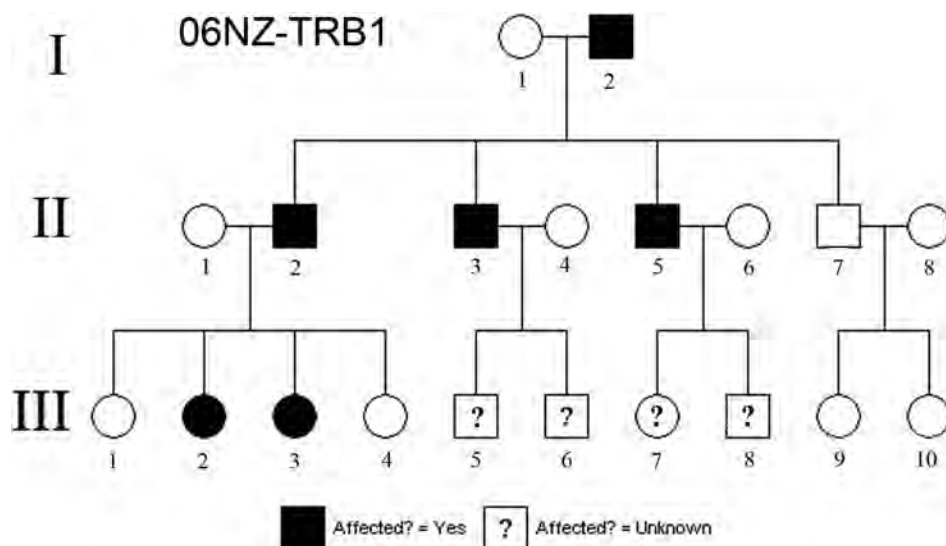 06NZ-TRB1
I
1 2
II
1 2 3 4 5 6 7 8
III
? ? ? ?
1 2 3 4 5 6 7 8 9 10
Affected? = Yes ? Affected? = Unknown